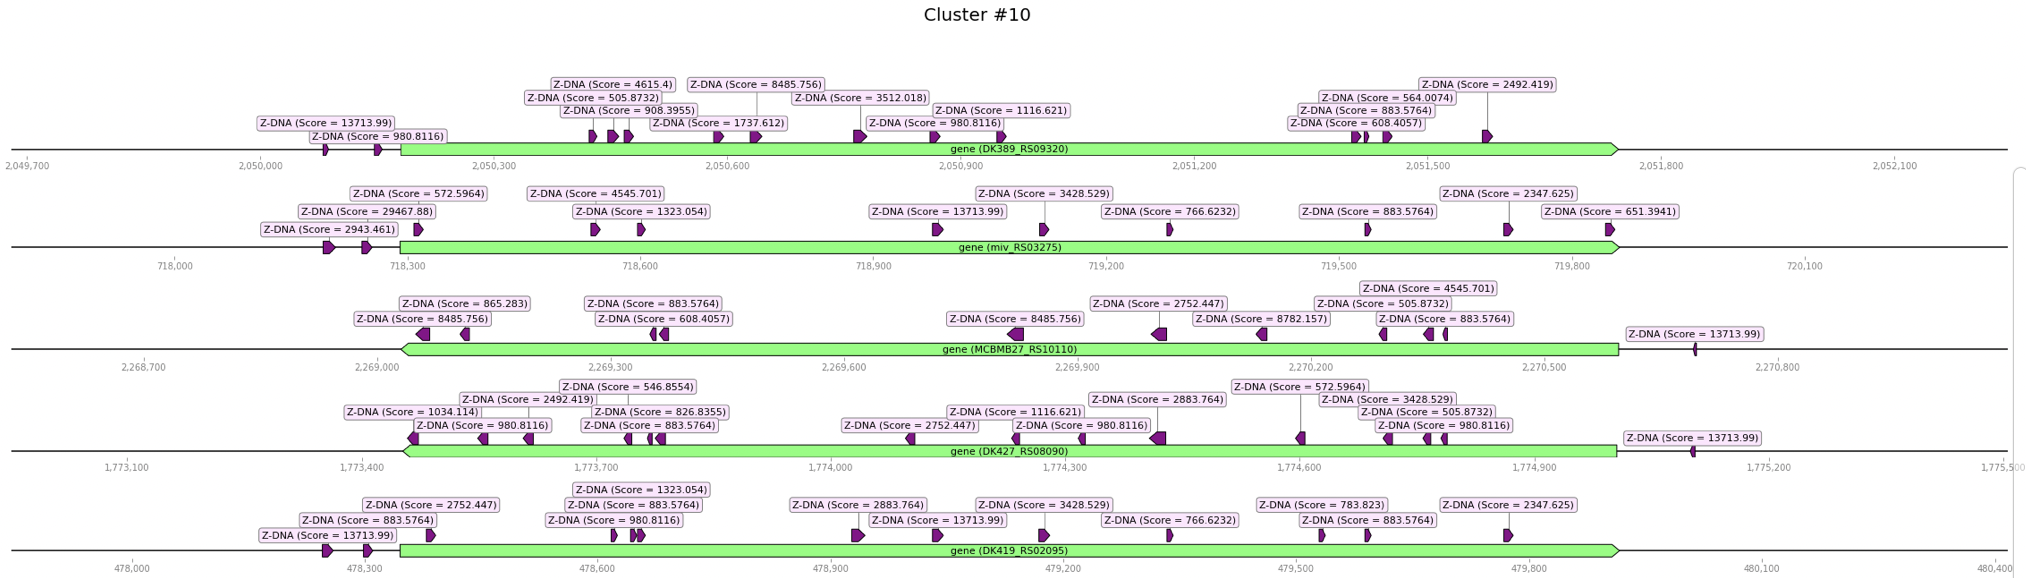 Cluster #10
Z-DNA (Score = 4615.4)
Z-DNA (Score = 8485.756)
Z-DNA (Score = 2492.419)
Z-DNA (Score = 505.8732)
Z-DNA (Score = 3512.018)
Z-DNA (Score = 564.0074)
Z-DNA (Score = 908.3955)
Z-DNA (Score = 1116.621)
Z-DNA (Score = 883.5764)
Z-DNA (Score = 13713.99)
Z-DNA (Score = 1737.612)
Z-DNA (Score = 980.8116)
Z-DNA (Score = 608.4057)
Z-DNA (Score = 980.8116)
gene (DK389_RS09320)
2,049,700 2,050,000 2,050,300 2,050,600 2,050,900 2,051,200 2,051,500 2,051,800 2,052,100
Z-DNA (Score = 572.5964)
Z-DNA (Score = 4545.701)
Z-DNA (Score = 3428.529)
Z-DNA (Score = 2347.625)
Z-DNA (Score = 29467.88)
Z-DNA (Score = 1323.054)
Z-DNA (Score = 13713.99)
Z-DNA (Score = 766.6232)
Z-DNA (Score = 883.5764)
Z-DNA (Score = 651.3941)
Z-DNA (Score = 2943.461)
gene (miv_RS03275)
718,000 718,300 718,600 718,900 719,200 719,500 719,800 720,100
Z-DNA (Score = 4545.701)
Z-DNA (Score = 865.283)
Z-DNA (Score = 883.5764)
Z-DNA (Score = 2752.447)
Z-DNA (Score = 505.8732)
Z-DNA (Score = 8485.756)
Z-DNA (Score = 608.4057)
Z-DNA (Score = 8485.756)
Z-DNA (Score = 8782.157)
Z-DNA (Score = 883.5764)
Z-DNA (Score = 13713.99)
gene (MCBMB27_RS10110)
2,268,700 2,269,000 2,269,300 2,269,600 2,269,900 2,270,200 2,270,500 2,270,800
Z-DNA (Score = 546.8554)
Z-DNA (Score = 572.5964)
Z-DNA (Score = 2492.419)
Z-DNA (Score = 2883.764)
Z-DNA (Score = 3428.529)
Z-DNA (Score = 1034.114)
Z-DNA (Score = 826.8355)
Z-DNA (Score = 1116.621)
Z-DNA (Score = 505.8732)
Z-DNA (Score = 980.8116)
Z-DNA (Score = 883.5764)
Z-DNA (Score = 2752.447)
Z-DNA (Score = 980.8116)
Z-DNA (Score = 980.8116)
Z-DNA (Score = 13713.99)
gene (DK427_RS08090)
1,773,100 1,773,400 1,773,700 1,774,000 1,774,300 1,774,600 1,774,900 1,775,200 1,775,500
Z-DNA (Score = 1323.054)
Z-DNA (Score = 2752.447)
Z-DNA (Score = 883.5764)
Z-DNA (Score = 2883.764)
Z-DNA (Score = 3428.529)
Z-DNA (Score = 783.823)
Z-DNA (Score = 2347.625)
Z-DNA (Score = 883.5764)
Z-DNA (Score = 980.8116)
Z-DNA (Score = 13713.99)
Z-DNA (Score = 766.6232)
Z-DNA (Score = 883.5764)
Z-DNA (Score = 13713.99)
gene (DK419_RS02095)
478,000 478,300 478,600 478,900 479,200 479,500 479,800 480,100 480,400